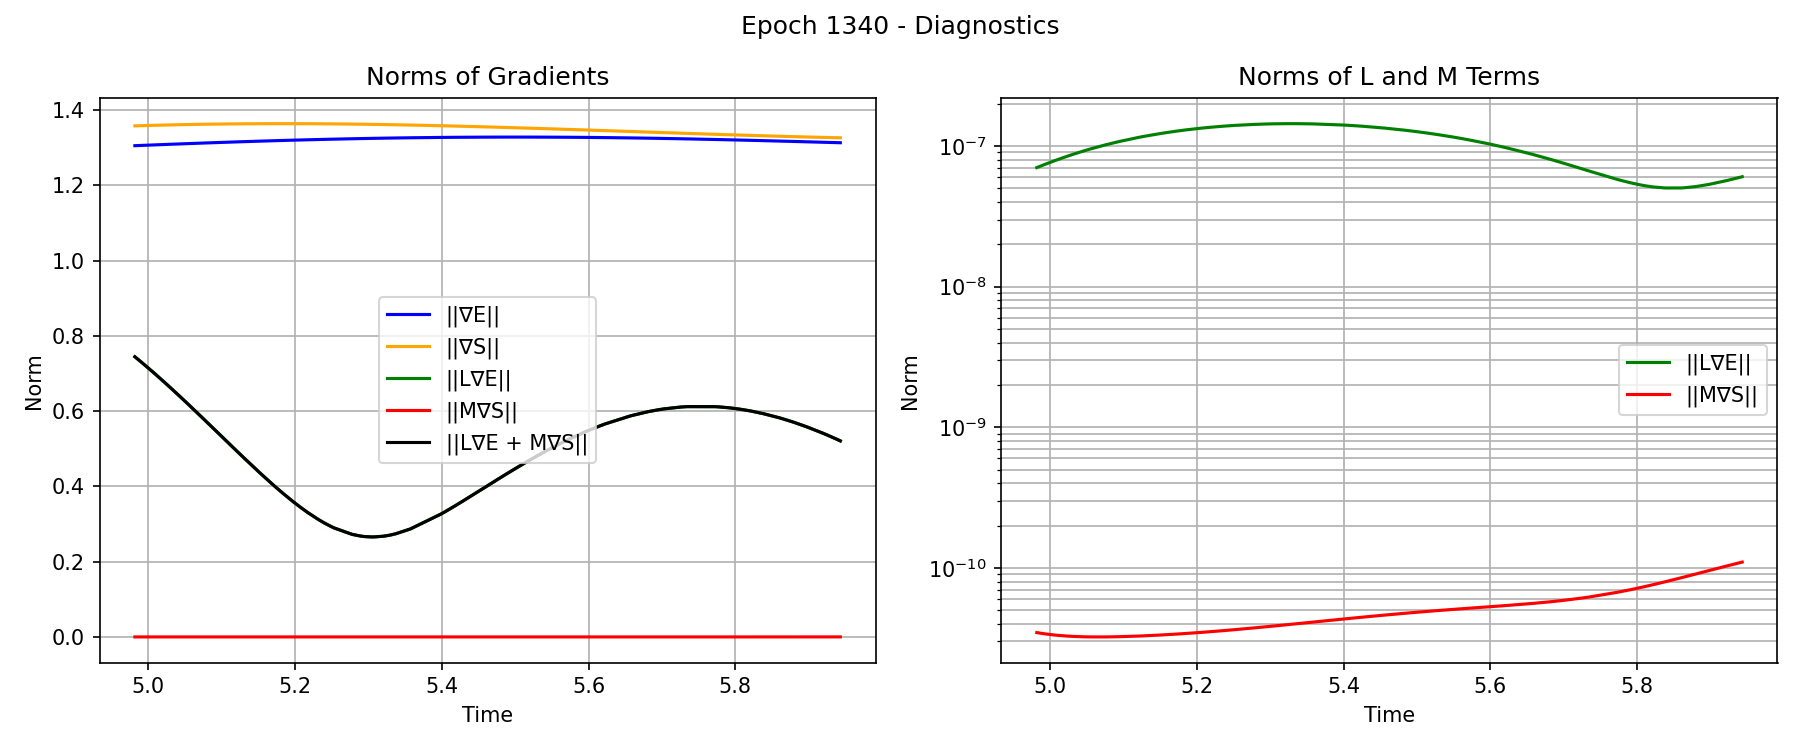 Epoch 1340 - Diagnostics
Norms of Gradients
Norm
1.4
1.2
1.0
0.8
0.6
0.4
0.2
0.0
||∇E||
||∇S||
||L∇E||
||M∇S||
||L∇E + M∇S||
5.0 5.2 5.4 5.6 5.8
Time
Norms of L and M Terms
Norm
10⁻⁷
10⁻⁸
10⁻⁹
10⁻¹⁰
||L∇E||
||M∇S||
5.0 5.2 5.4 5.6 5.8
Time